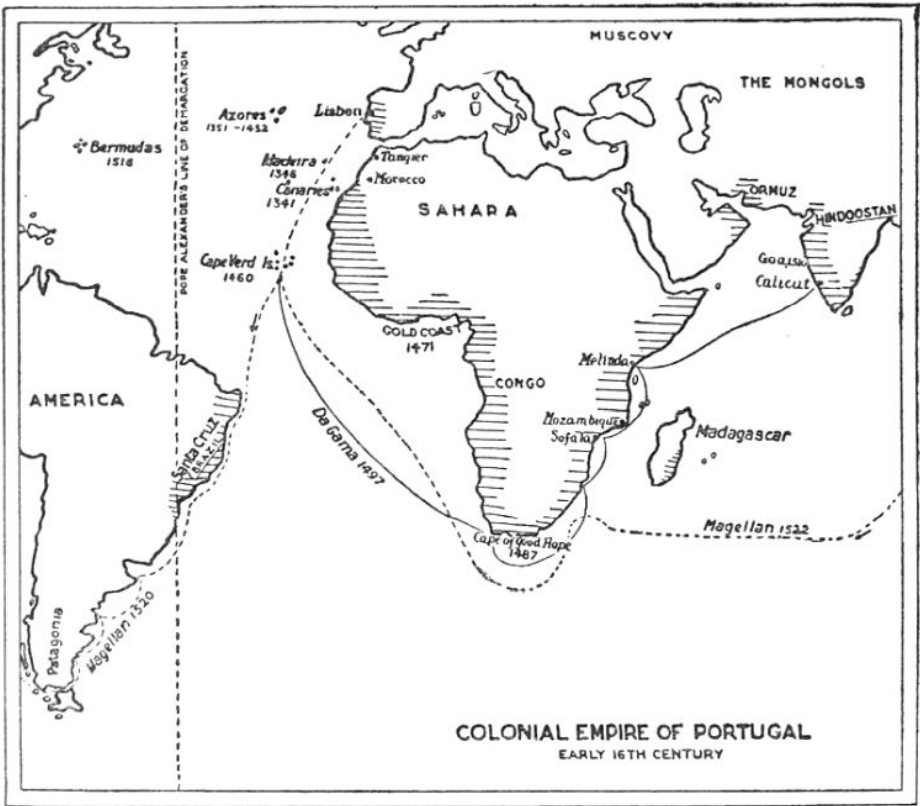 MUSCOVY
THE MONGOLS
Azores
1351-1432
Lisbon
Bermudas
1516
POPE ALEXANDER'S LINE OF DEMARCATION
Madeira
1346
Canaries
1341
Tangier
Morocco
SAHARA
ORMUZ
HINDOOSTAN
Cape Verd Is.
1460
Calicut
GOLD COAST
1471
Melinda
CONGO
AMERICA
Santa Cruz
BRAZIL
Da Gama 1497
Mozambique
Sofala
Madagascar
Magellan 1522
Cape of Good Hope
1487
Patagonia
Magellan 1520
COLONIAL EMPIRE OF PORTUGAL
EARLY 16TH CENTURY